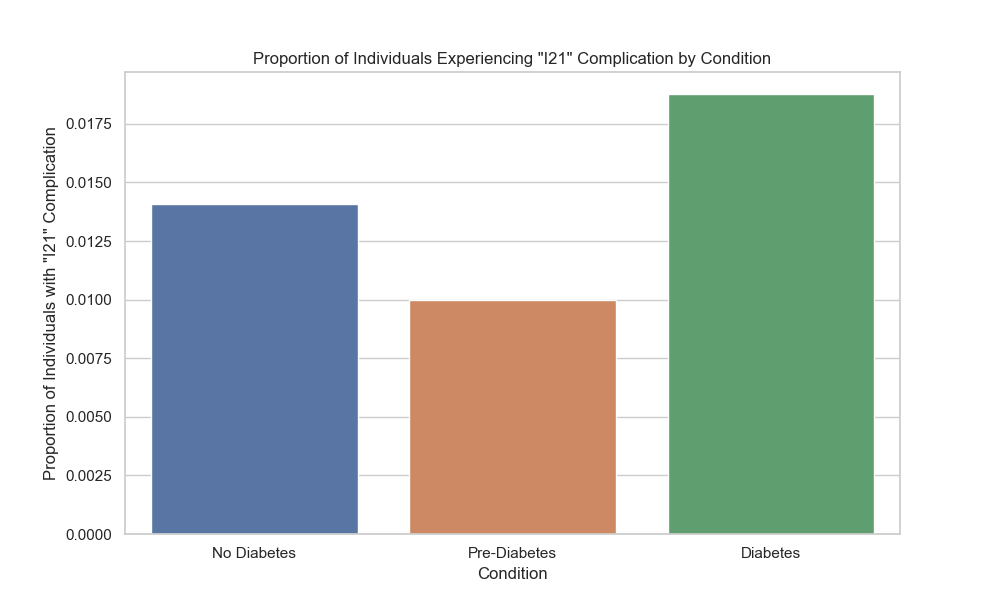 Proportion of Individuals Experiencing "I21" Complication by Condition
Proportion of Individuals with "I21" Complication
0.0175
0.0150
0.0125
0.0100
0.0075
0.0050
0.0025
0.0000
No Diabetes
Pre-Diabetes
Diabetes
Condition